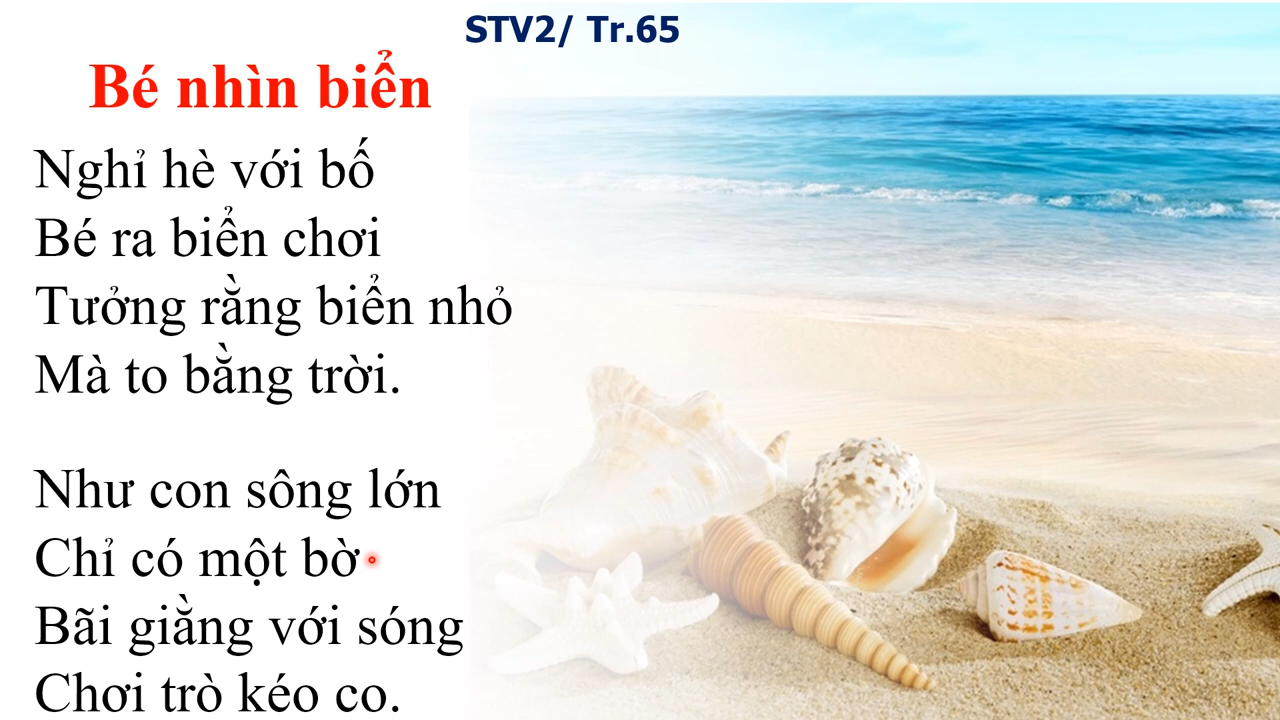 STV2/ Tr.65
Bé nhìn biển
Nghỉ hè với bố
Bé ra biển chơi
Tưởng rằng biển nhỏ
Mà to bằng trời.
Như con sông lớn
Chỉ có một bờ
Bãi giằng với sóng
Chơi trò kéo co.